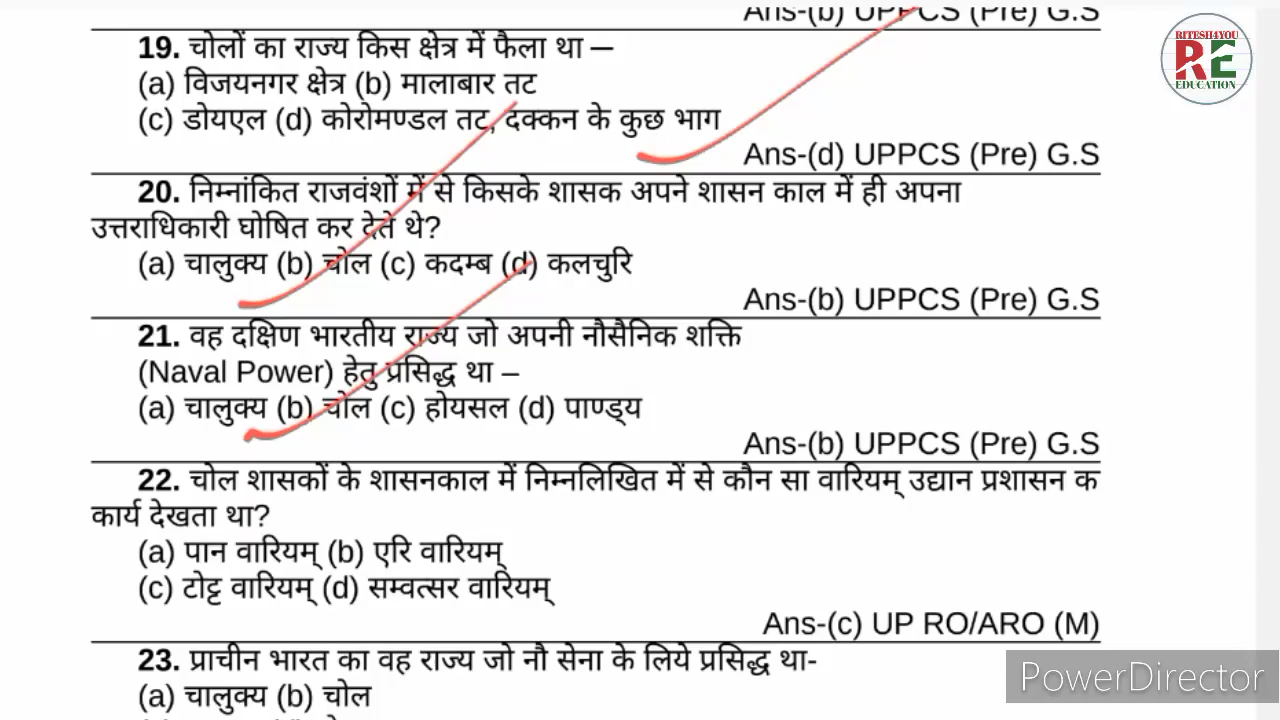 Ans-(b) UPPCS (Pre) G.S
RITESH4YOU
RE
EDUCATION
19. चोलों का राज्य किस क्षेत्र में फैला था —
(a) विजयनगर क्षेत्र (b) मालाबार तट
(c) डोयएल (d) कोरोमण्डल तट, दक्कन के कुछ भाग
Ans-(d) UPPCS (Pre) G.S
20. निम्नांकित राजवंशों में से किसके शासक अपने शासन काल में ही अपना
उत्तराधिकारी घोषित कर देते थे?
(a) चालुक्य (b) चोल (c) कदम्ब (d) कलचुरि
Ans-(b) UPPCS (Pre) G.S
21. वह दक्षिण भारतीय राज्य जो अपनी नौसैनिक शक्ति
(Naval Power) हेतु प्रसिद्ध था –
(a) चालुक्य (b) चोल (c) होयसल (d) पाण्ड्य
Ans-(b) UPPCS (Pre) G.S
22. चोल शासकों के शासनकाल में निम्नलिखित में से कौन सा वारियम् उद्यान प्रशासन क
कार्य देखता था?
(a) पान वारियम् (b) एरि वारियम्
(c) टोट्ट वारियम् (d) सम्वत्सर वारियम्
Ans-(c) UP RO/ARO (M)
23. प्राचीन भारत का वह राज्य जो नौ सेना के लिये प्रसिद्ध था-
(a) चालुक्य (b) चोल
PowerDirector